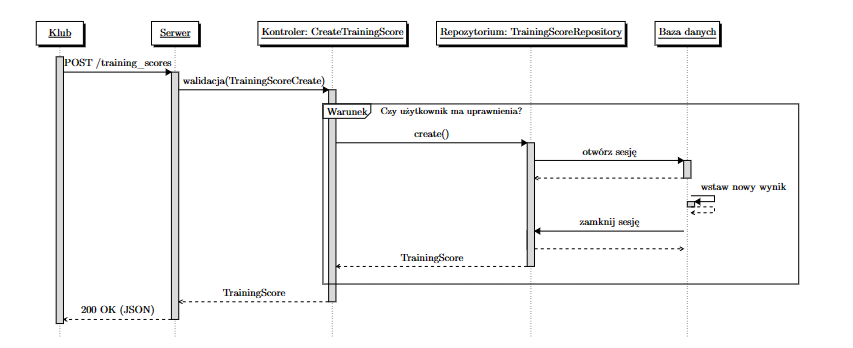 Klub
Serwer
Kontroler: CreateTrainingScore
Repozytorium: TrainingScoreRepository
Baza danych
POST /training_scores
walidacja(TrainingScoreCreate)
Warunek
Czy użytkownik ma uprawnienia?
create()
otwórz sesję
wstaw nowy wynik
zamknij sesję
TrainingScore
TrainingScore
200 OK (JSON)